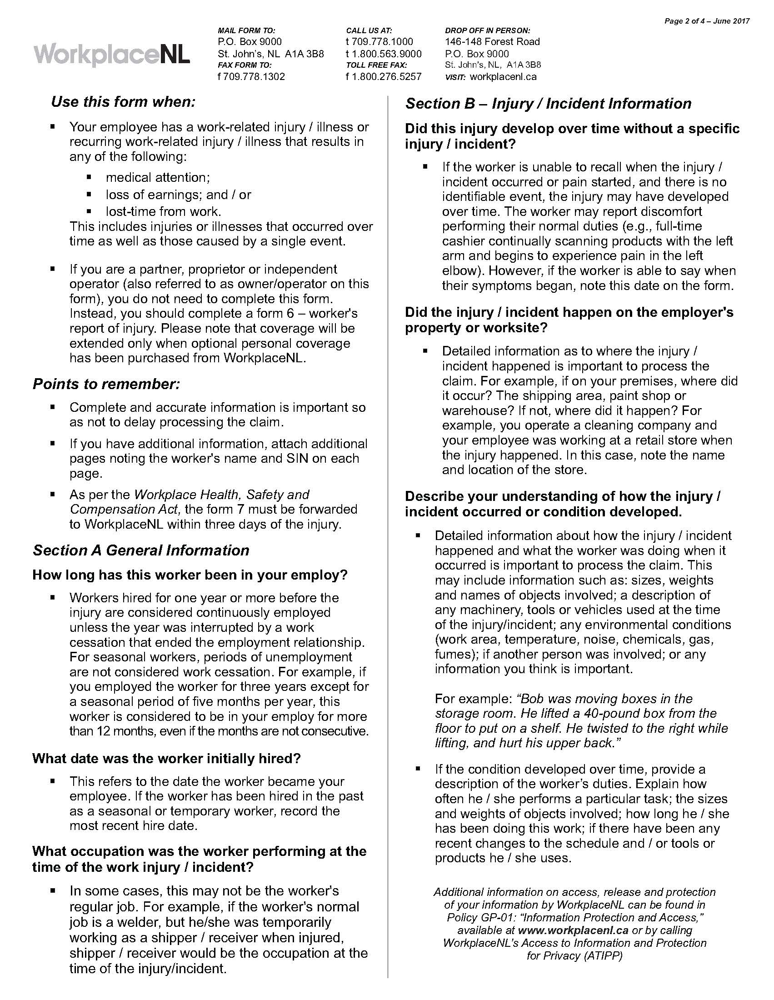 Page 2 of 4 – June 2017
WorkplaceNL
MAIL FORM TO:
P.O. Box 9000
St. John’s, NL  A1A 3B8
FAX FORM TO:
f 709.778.1302
CALL US AT:
t 709.778.1000
t 1.800.563.9000
TOLL FREE FAX:
f 1.800.276.5257
DROP OFF IN PERSON:
146-148 Forest Road
P.O. Box 9000
St. John's, NL,  A1A 3B8
VISIT:  workplacenl.ca
Use this form when:
▪ Your employee has a work-related injury / illness or
recurring work-related injury / illness that results in
any of the following:
▪ medical attention;
▪ loss of earnings; and / or
▪ lost-time from work.
This includes injuries or illnesses that occurred over
time as well as those caused by a single event.
▪ If you are a partner, proprietor or independent
operator (also referred to as owner/operator on this
form), you do not need to complete this form.
Instead, you should complete a form 6 – worker's
report of injury. Please note that coverage will be
extended only when optional personal coverage
has been purchased from WorkplaceNL.
Points to remember:
▪ Complete and accurate information is important so
as not to delay processing the claim.
▪ If you have additional information, attach additional
pages noting the worker's name and SIN on each
page.
▪ As per the Workplace Health, Safety and
Compensation Act, the form 7 must be forwarded
to WorkplaceNL within three days of the injury.
Section A General Information
How long has this worker been in your employ?
▪ Workers hired for one year or more before the
injury are considered continuously employed
unless the year was interrupted by a work
cessation that ended the employment relationship.
For seasonal workers, periods of unemployment
are not considered work cessation. For example, if
you employed the worker for three years except for
a seasonal period of five months per year, this
worker is considered to be in your employ for more
than 12 months, even if the months are not consecutive.
What date was the worker initially hired?
▪ This refers to the date the worker became your
employee. If the worker has been hired in the past
as a seasonal or temporary worker, record the
most recent hire date.
What occupation was the worker performing at the
time of the work injury / incident?
▪ In some cases, this may not be the worker's
regular job. For example, if the worker's normal
job is a welder, but he/she was temporarily
working as a shipper / receiver when injured,
shipper / receiver would be the occupation at the
time of the injury/incident.
Section B – Injury / Incident Information
Did this injury develop over time without a specific
injury / incident?
▪ If the worker is unable to recall when the injury /
incident occurred or pain started, and there is no
identifiable event, the injury may have developed
over time. The worker may report discomfort
performing their normal duties (e.g., full-time
cashier continually scanning products with the left
arm and begins to experience pain in the left
elbow). However, if the worker is able to say when
their symptoms began, note this date on the form.
Did the injury / incident happen on the employer's
property or worksite?
▪ Detailed information as to where the injury /
incident happened is important to process the
claim. For example, if on your premises, where did
it occur? The shipping area, paint shop or
warehouse? If not, where did it happen? For
example, you operate a cleaning company and
your employee was working at a retail store when
the injury happened. In this case, note the name
and location of the store.
Describe your understanding of how the injury /
incident occurred or condition developed.
▪ Detailed information about how the injury / incident
happened and what the worker was doing when it
occurred is important to process the claim. This
may include information such as: sizes, weights
and names of objects involved; a description of
any machinery, tools or vehicles used at the time
of the injury/incident; any environmental conditions
(work area, temperature, noise, chemicals, gas,
fumes); if another person was involved; or any
information you think is important.
For example: “Bob was moving boxes in the
storage room. He lifted a 40-pound box from the
floor to put on a shelf. He twisted to the right while
lifting, and hurt his upper back.”
▪ If the condition developed over time, provide a
description of the worker’s duties. Explain how
often he / she performs a particular task; the sizes
and weights of objects involved; how long he / she
has been doing this work; if there have been any
recent changes to the schedule and / or tools or
products he / she uses.
Additional information on access, release and protection
of your information by WorkplaceNL can be found in
Policy GP-01: “Information Protection and Access,”
available at www.workplacenl.ca or by calling
WorkplaceNL’s Access to Information and Protection
for Privacy (ATIPP)